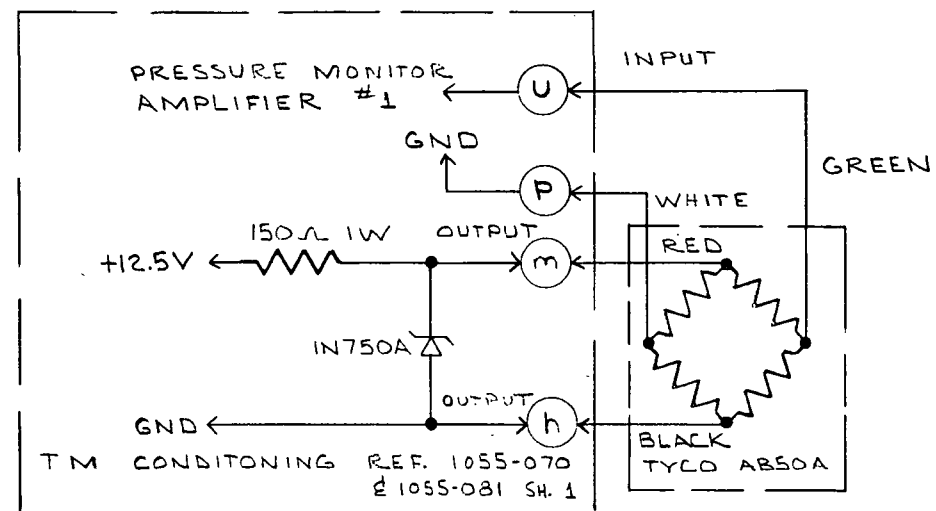 INPUT
PRESSURE MONITOR
AMPLIFIER #1
U
GND
GREEN
P
WHITE
150Ω 1W
OUTPUT
RED
+12.5V
m
IN750A
OUTPUT
GND
h
BLACK
TYCO AB50A
TM CONDITONING REF. 1055-070
& 1055-081 SH. 1